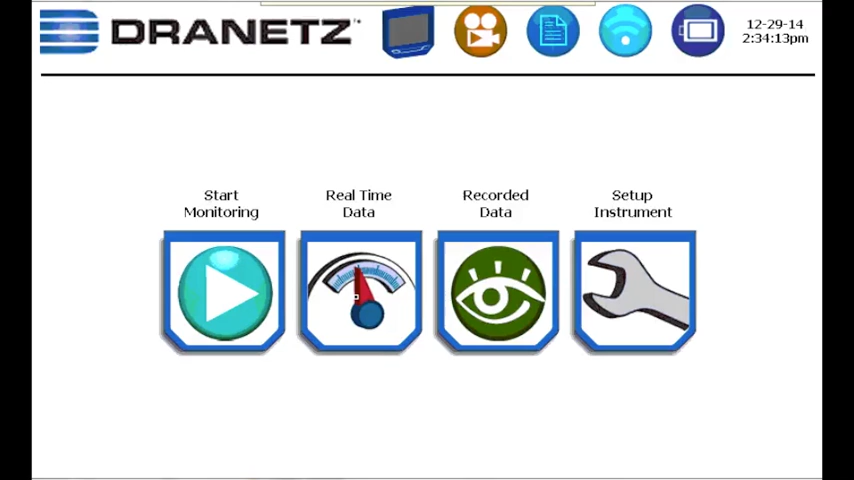 DRANETZ
12-29-14
2:34:13pm
Start
Monitoring
Real Time
Data
Recorded
Data
Setup
Instrument